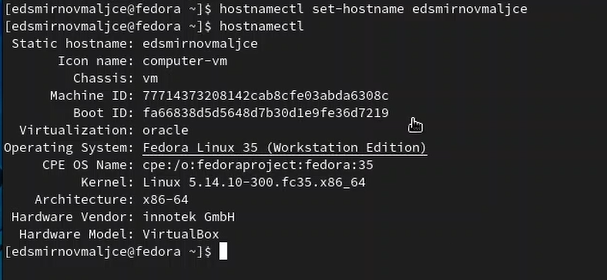 [edsmirnovmaljce@fedora ~]$ hostnamectl set-hostname edsmirnovmaljce
[edsmirnovmaljce@fedora ~]$ hostnamectl
Static hostname: edsmirnovmaljce
Icon name: computer-vm
Chassis: vm
Machine ID: 77714373208142cab8cfe03abda6308c
Boot ID: fa66838d5d5648d7b30d1e9fe36d7219
Virtualization: oracle
Operating System: Fedora Linux 35 (Workstation Edition)
CPE OS Name: cpe:/o:fedoraproject:fedora:35
Kernel: Linux 5.14.10-300.fc35.x86_64
Architecture: x86-64
Hardware Vendor: innotek GmbH
Hardware Model: VirtualBox
[edsmirnovmaljce@fedora ~]$